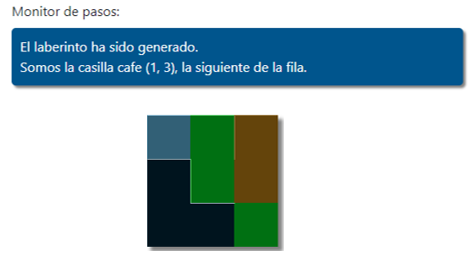 Monitor de pasos:
El laberinto ha sido generado.
Somos la casilla cafe (1, 3), la siguiente de la fila.